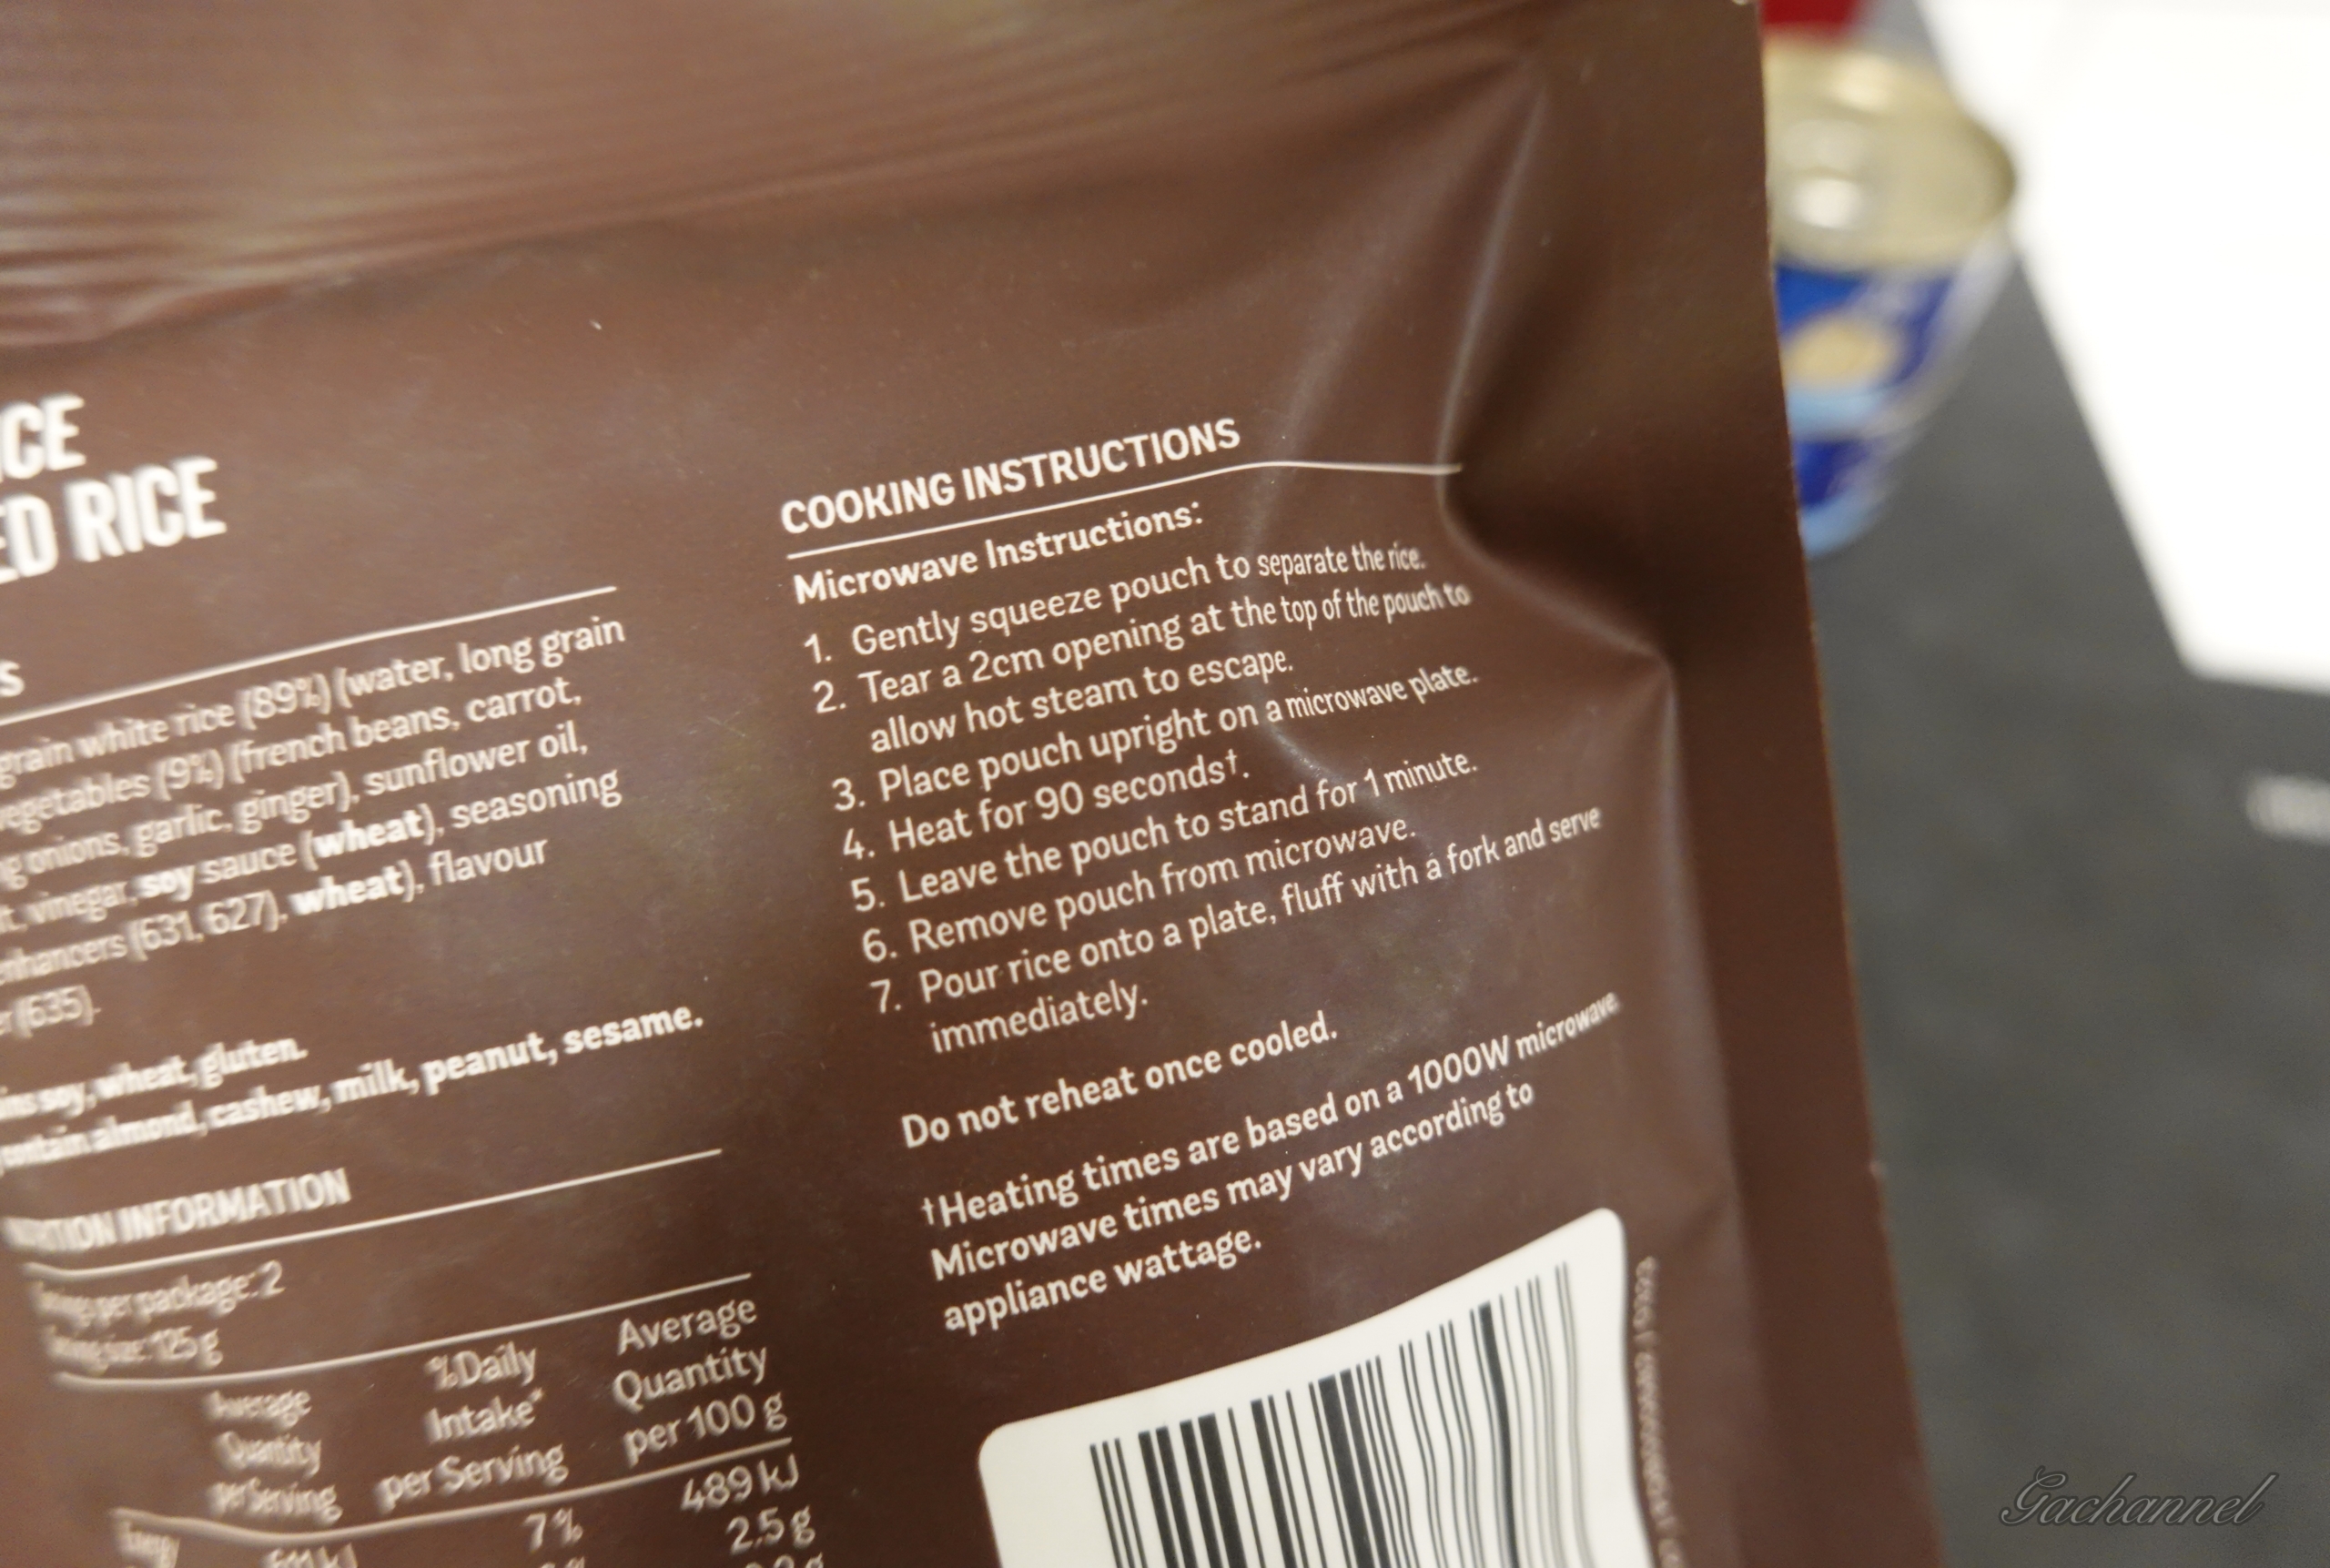 ICE
ED RICE
S
grain white rice (89%) (water, long grain
vegetables (9%) (french beans, carrot,
onions, garlic, ginger), sunflower oil,
vinegar, soy sauce (wheat), seasoning
enhancers (631, 627), wheat), flavour
(635).
soy, wheat, gluten.
contain almond, cashew, milk, peanut, sesame.
INFORMATION
per package: 2
size: 125 g
Average
Quantity
per Serving
%Daily
Intake*
per Serving
Average
Quantity
per 100 g
Energy
7%
489 kJ
2.5 g
COOKING INSTRUCTIONS
Microwave Instructions:
1. Gently squeeze pouch to separate the rice.
2. Tear a 2cm opening at the top of the pouch to
allow hot steam to escape.
3. Place pouch upright on a microwave plate.
4. Heat for 90 seconds†.
5. Leave the pouch to stand for 1 minute.
6. Remove pouch from microwave.
7. Pour rice onto a plate, fluff with a fork and serve
immediately.
Do not reheat once cooled.
†Heating times are based on a 1000W microwave.
Microwave times may vary according to
appliance wattage.
Gachannel